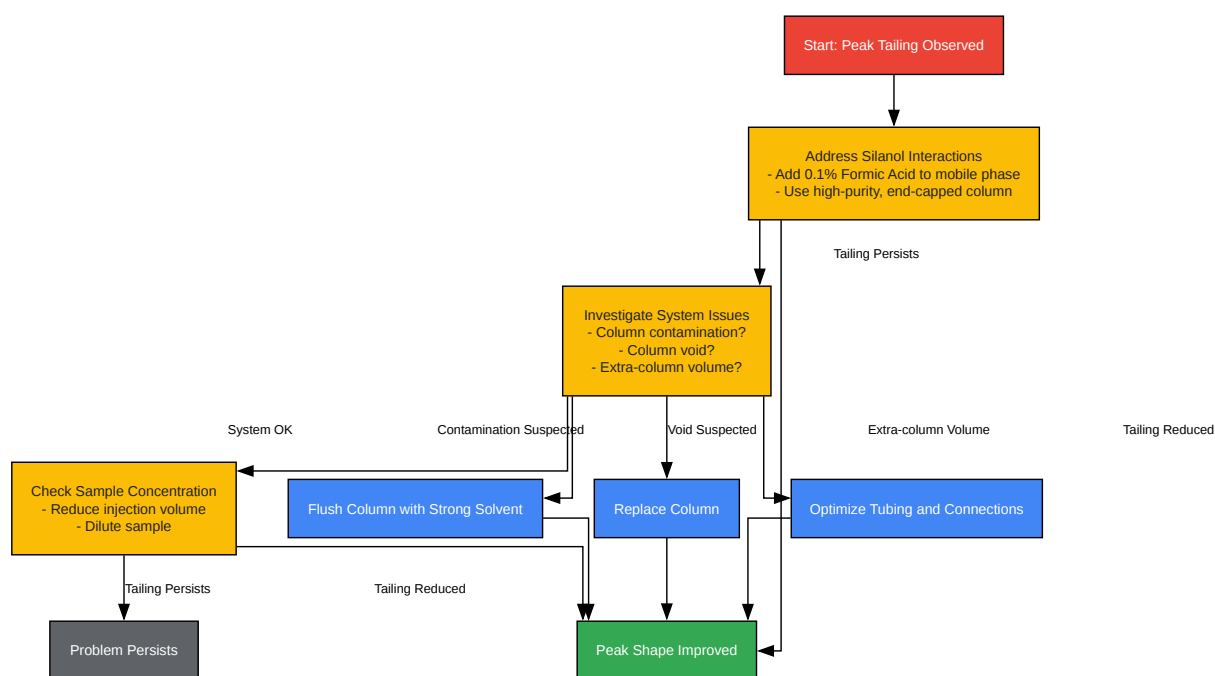 Start: Peak Tailing Observed
Address Silanol Interactions
- Add 0.1% Formic Acid to mobile phase
- Use high-purity, end-capped column
Tailing Persists
Investigate System Issues
- Column contamination?
- Column void?
- Extra-column volume?
System OK
Contamination Suspected
Void Suspected
Extra-column Volume
Tailing Reduced
Check Sample Concentration
- Reduce injection volume
- Dilute sample
Flush Column with Strong Solvent
Replace Column
Optimize Tubing and Connections
Tailing Persists
Tailing Reduced
Problem Persists
Peak Shape Improved